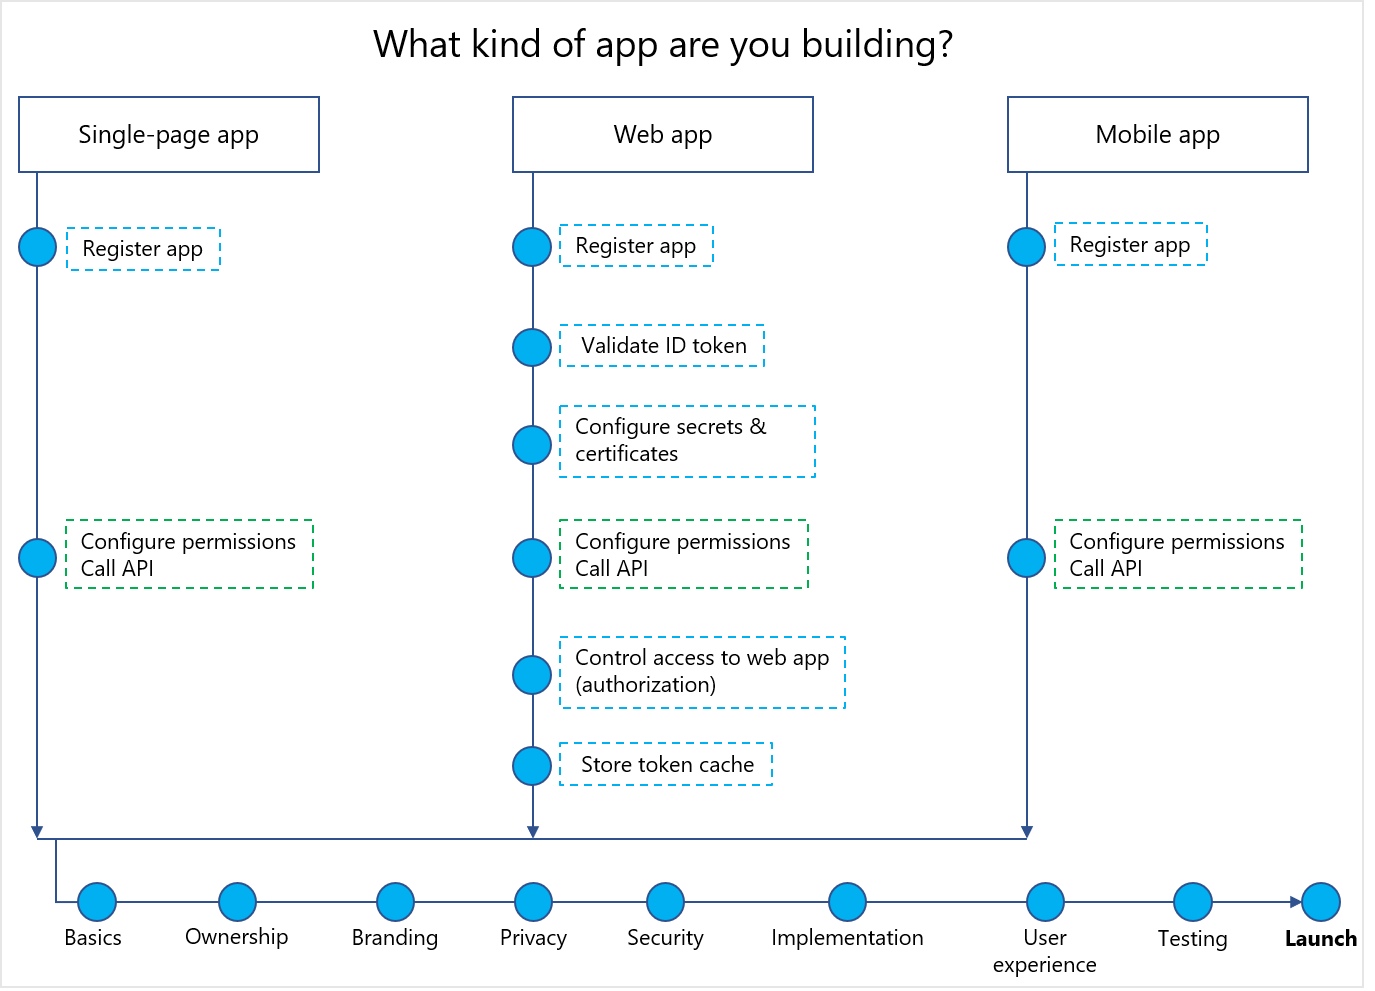 What kind of app are you building?
Single-page app
Web app
Mobile app
Register app
Register app
Register app
Validate ID token
Configure secrets &
certificates
Configure permissions
Call API
Configure permissions
Call API
Configure permissions
Call API
Control access to web app
(authorization)
Store token cache
Basics
Ownership
Branding
Privacy
Security
Implementation
User
experience
Testing
Launch